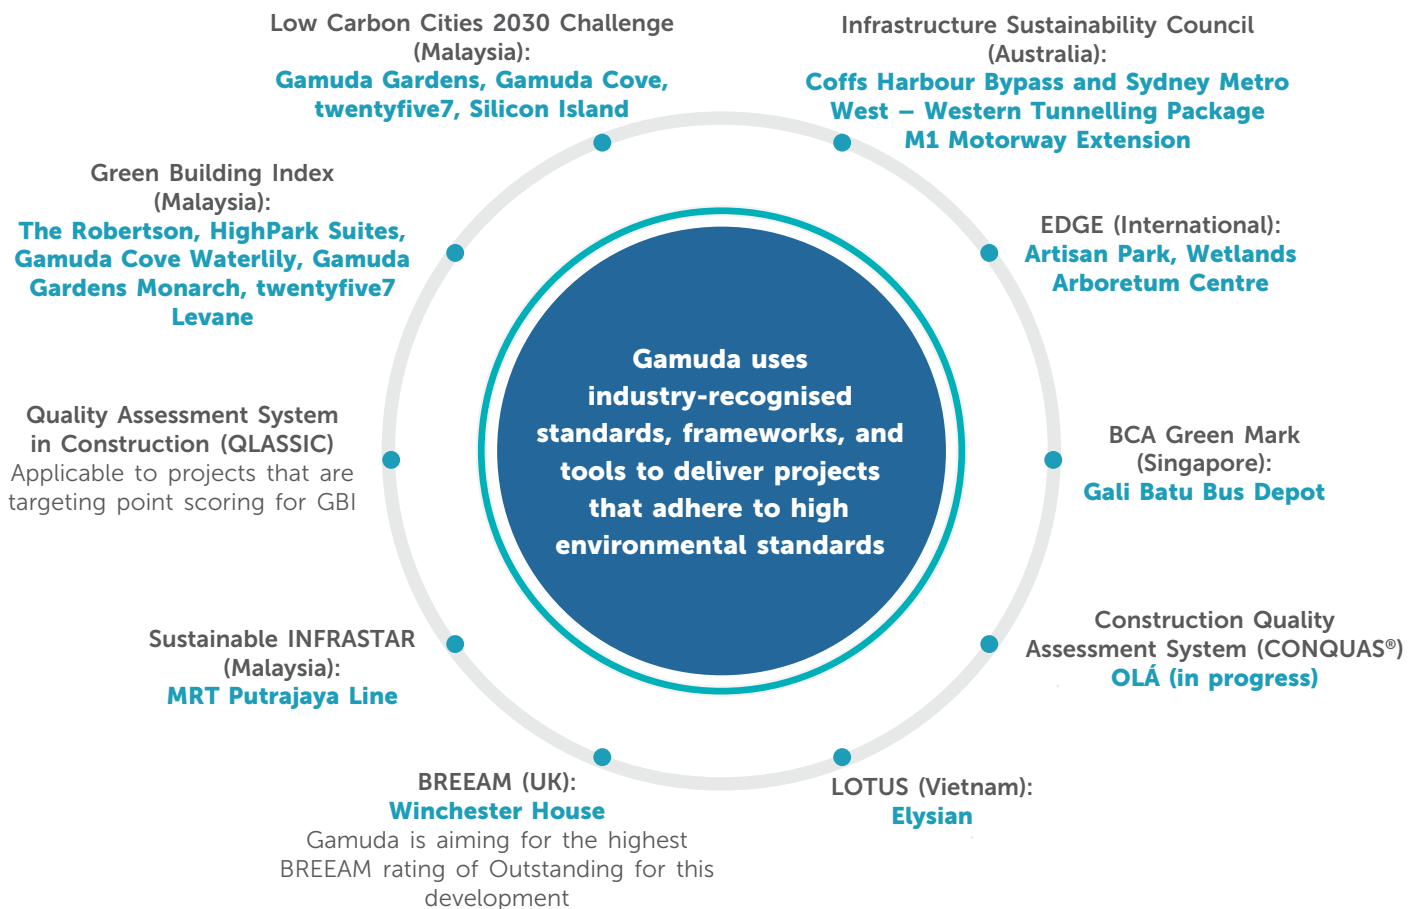 Low Carbon Cities 2030 Challenge
(Malaysia):
Gamuda Gardens, Gamuda Cove,
twentyfive7, Silicon Island
Infrastructure Sustainability Council
(Australia):
Coffs Harbour Bypass and Sydney Metro
West – Western Tunnelling Package
M1 Motorway Extension
Green Building Index
(Malaysia):
The Robertson, HighPark Suites,
Gamuda Cove Waterlily, Gamuda
Gardens Monarch, twentyfive7
Levane
EDGE (International):
Artisan Park, Wetlands
Arboretum Centre
Gamuda uses
industry-recognised
standards, frameworks, and
tools to deliver projects
that adhere to high
environmental standards
Quality Assessment System
in Construction (QLASSIC)
Applicable to projects that are
targeting point scoring for GBI
BCA Green Mark
(Singapore):
Gali Batu Bus Depot
Sustainable INFRASTAR
(Malaysia):
MRT Putrajaya Line
Construction Quality
Assessment System (CONQUAS®)
OLÁ (in progress)
BREEAM (UK):
Winchester House
Gamuda is aiming for the highest
BREEAM rating of Outstanding for this
development
LOTUS (Vietnam):
Elysian